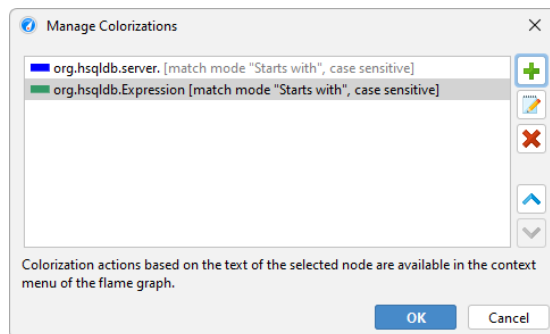 Manage Colorizations
org.hsqldb.server. [match mode "Starts with", case sensitive]
org.hsqldb.Expression [match mode "Starts with", case sensitive]
Colorization actions based on the text of the selected node are available in the context
menu of the flame graph.
OK
Cancel